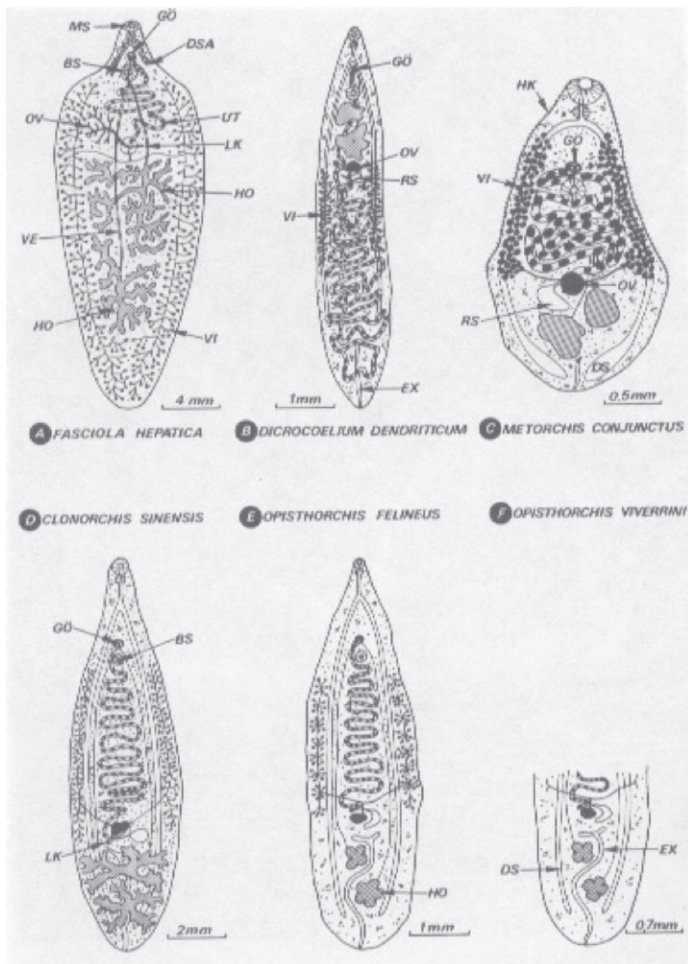 MS
GÖ
DSA
BS
OV
UT
LK
HO
VE
HO
VI
4 mm
A FASCIOLA HEPATICA
GÖ
OV
RS
VI
EX
1mm
B DICROCOELIUM DENDRITICUM
HK
GÖ
VI
OV
RS
DS
0,5mm
C METORCHIS CONJUNCTUS
D CLONORCHIS SINENSIS
GÖ
BS
LK
2mm
E OPISTHORCHIS FELINEUS
HO
1mm
F OPISTHORCHIS VIVERRINI
EX
DS
0,7mm